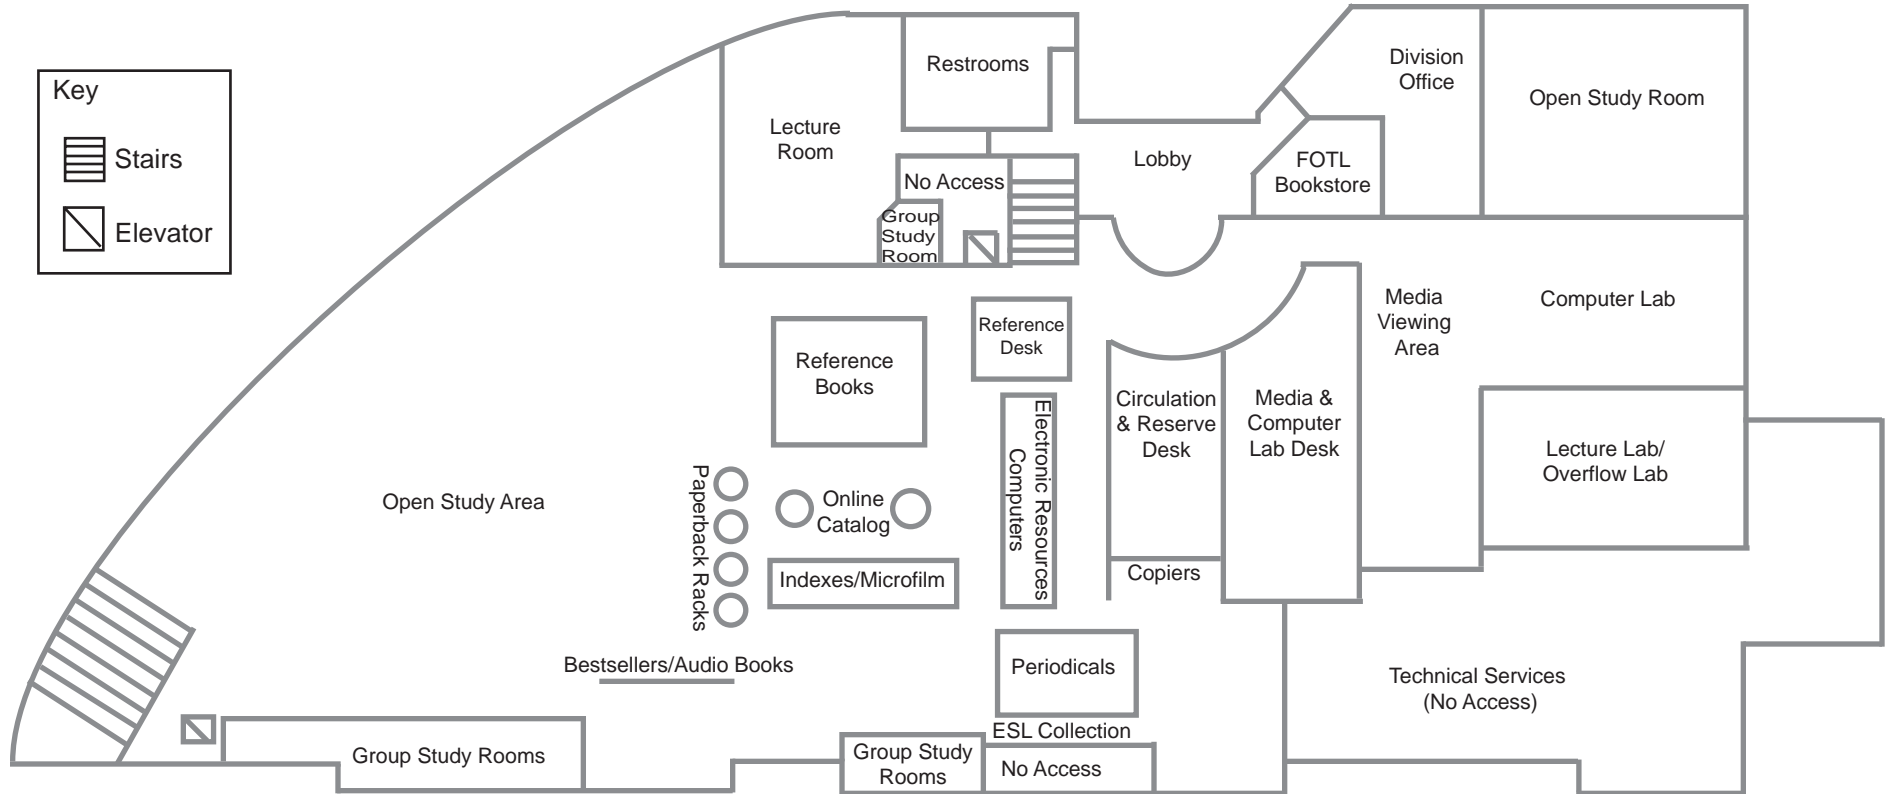 Key
Stairs
Elevator
Restrooms
Lecture
Room
No Access
Group
Study
Room
Lobby
Division
Office
Open Study Room
FOTL
Bookstore
Reference
Desk
Reference
Books
Media
Viewing
Area
Computer Lab
Circulation
& Reserve
Desk
Media &
Computer
Lab Desk
Lecture Lab/
Overflow Lab
Electronic Resources
Computers
Open Study Area
Paperback Racks
Online
Catalog
Indexes/Microfilm
Copiers
Bestsellers/Audio Books
Periodicals
Technical Services
(No Access)
ESL Collection
Group Study Rooms
Group Study
Rooms
No Access